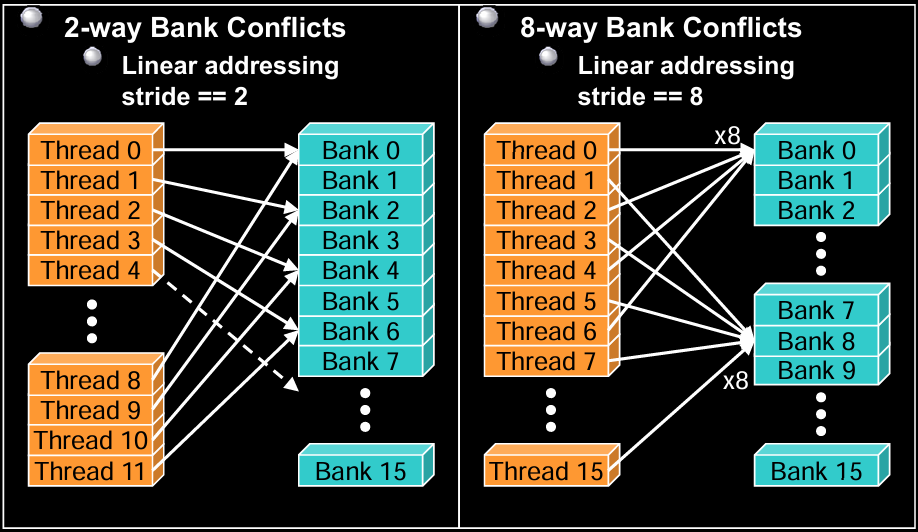 2-way Bank Conflicts
Linear addressing
stride == 2
Thread 0
Thread 1
Thread 2
Thread 3
Thread 4
Thread 8
Thread 9
Thread 10
Thread 11
Bank 0
Bank 1
Bank 2
Bank 3
Bank 4
Bank 5
Bank 6
Bank 7
Bank 15
8-way Bank Conflicts
Linear addressing
stride == 8
Thread 0
Thread 1
Thread 2
Thread 3
Thread 4
Thread 5
Thread 6
Thread 7
Thread 15
x8
x8
Bank 0
Bank 1
Bank 2
Bank 7
Bank 8
Bank 9
Bank 15